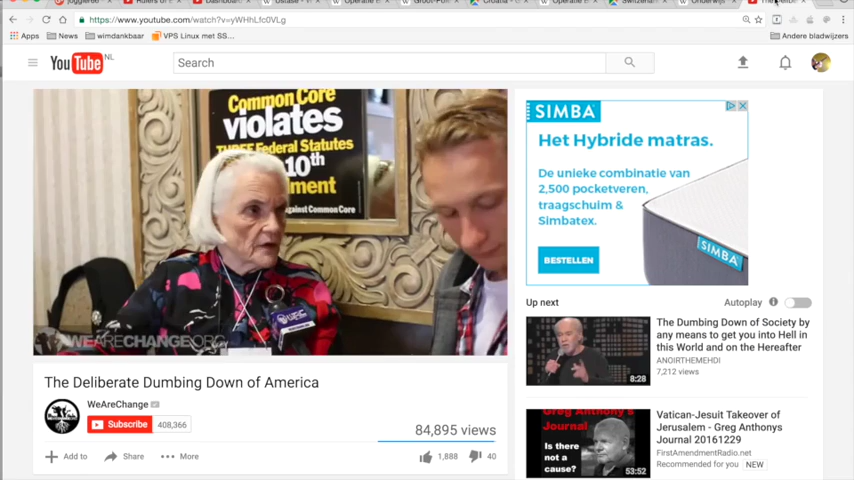 Dashboard
Croatia
https://www.youtube.com/watch?v=yWHhLfc0VLg
Apps
News
wimdankbaar
VPS Linux met SS...
Andere bladwijzers
YouTube NL
Search
Common Core
violates
THREE Federal Statutes
10th
against Common Core
WEARECHANGE.ORG
SIMBA
Het Hybride matras.
De unieke combinatie van
2,500 pocketveren,
traagschuim &
Simbatex.
BESTELLEN
SIMBA
Up next
Autoplay
The Dumbing Down of Society by
any means to get you into Hell in
this World and on the Hereafter
ANOIRTHEMEHDI
7,212 views
8:28
The Deliberate Dumbing Down of America
WeAreChange
Subscribe 408,366
84,895 views
Add to
Share
More
1,888
40
Greg Anthony's
Journal
Is there
not a
cause?
53:52
Vatican-Jesuit Takeover of
Jerusalem - Greg Anthonys
Journal 20161229
FirstAmendmentRadio.net
Recommended for you NEW